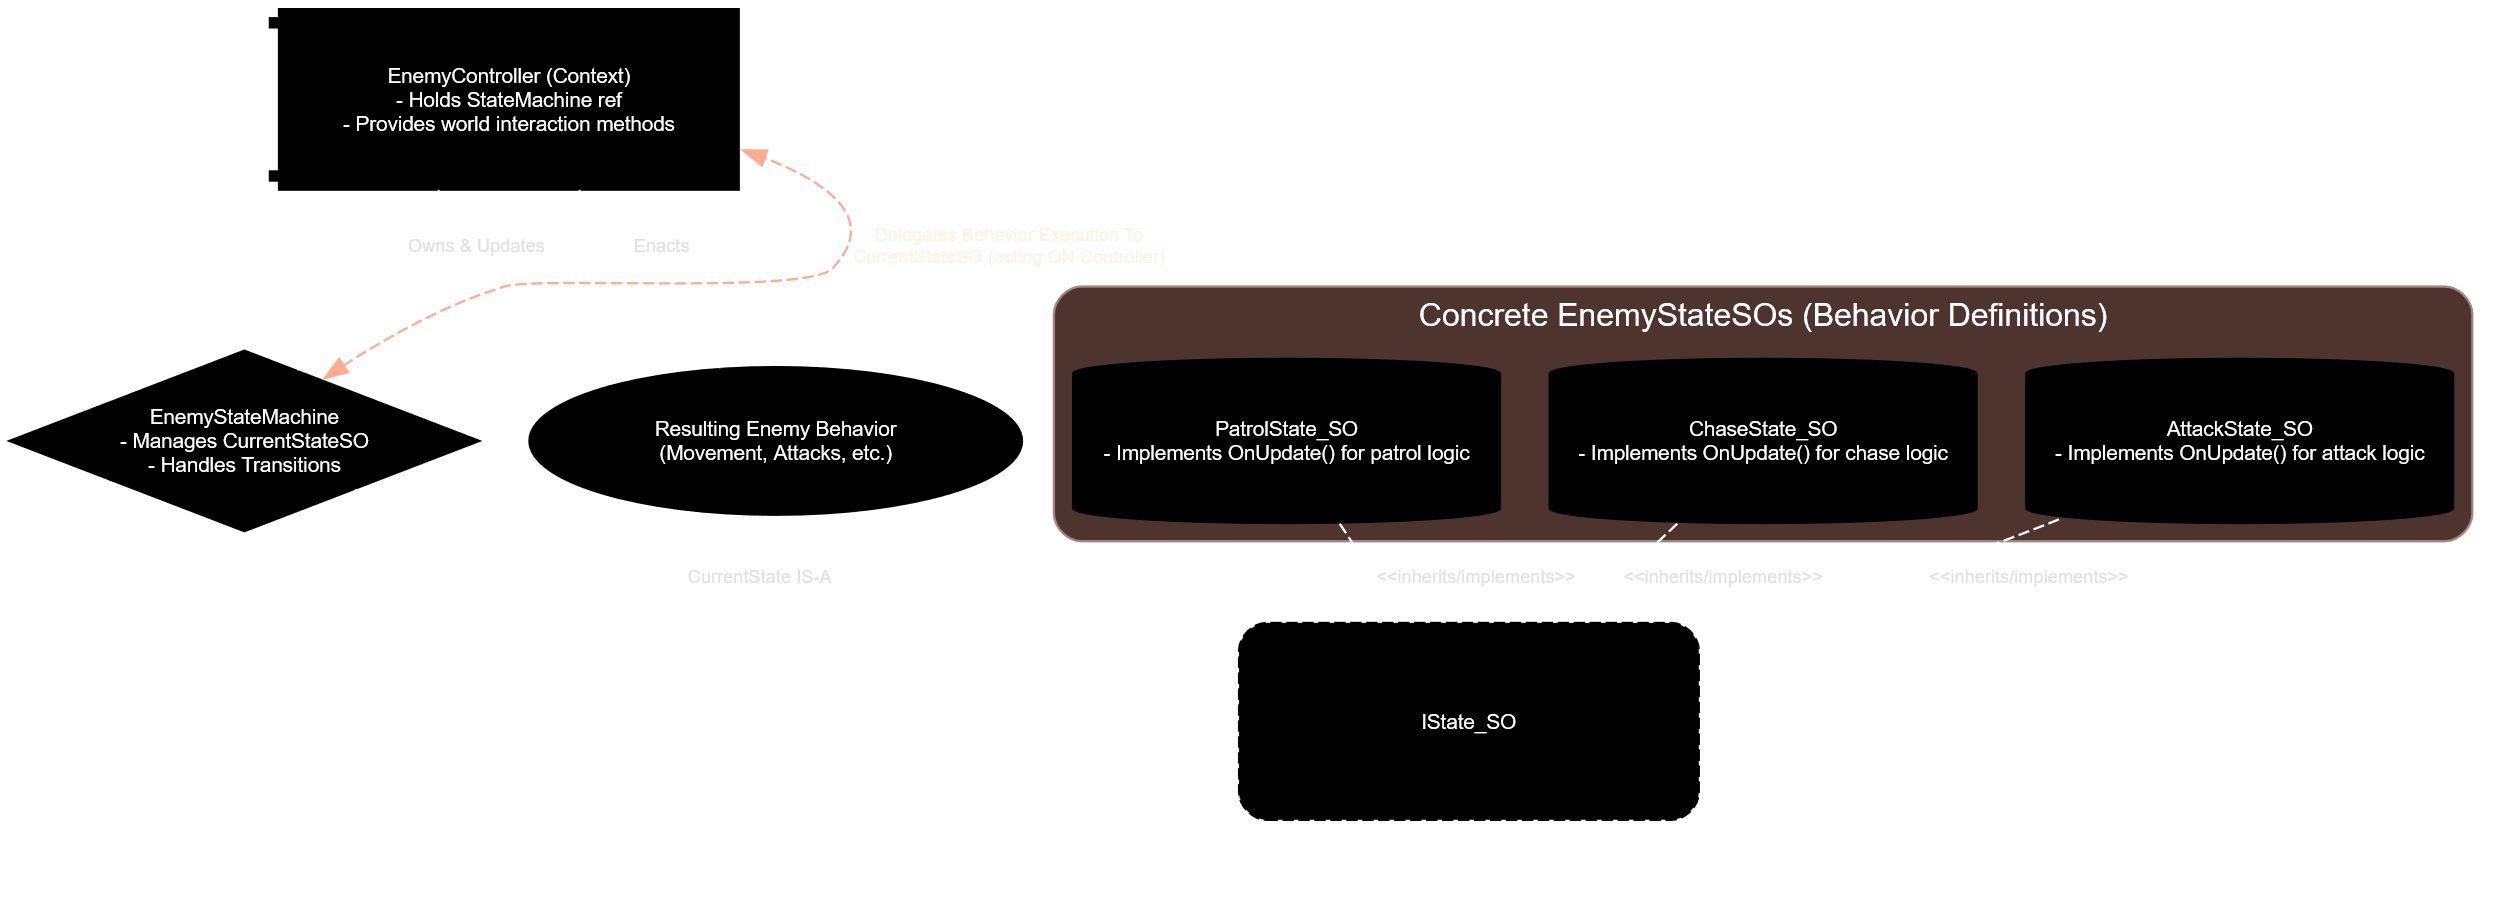 EnemyController (Context)
- Holds StateMachine ref
- Provides world interaction methods
Owns & Updates
Enacts
Delegates Behavior Execution To
CurrentStateSO (acting ON Controller)
Concrete EnemyStateSOs (Behavior Definitions)
EnemyStateMachine
- Manages CurrentStateSO
- Handles Transitions
Resulting Enemy Behavior
(Movement, Attacks, etc.)
PatrolState_SO
- Implements OnUpdate() for patrol logic
ChaseState_SO
- Implements OnUpdate() for chase logic
AttackState_SO
- Implements OnUpdate() for attack logic
CurrentState IS-A
<<inherits/implements>>
<<inherits/implements>>
<<inherits/implements>>
IState_SO